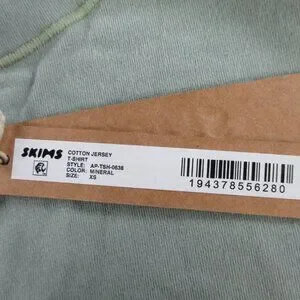 SKIMS
COTTON JERSEY
T-SHIRT
STYLE: AP-TSH-0638
COLOR: MINERAL
SIZE: XS
194378556280